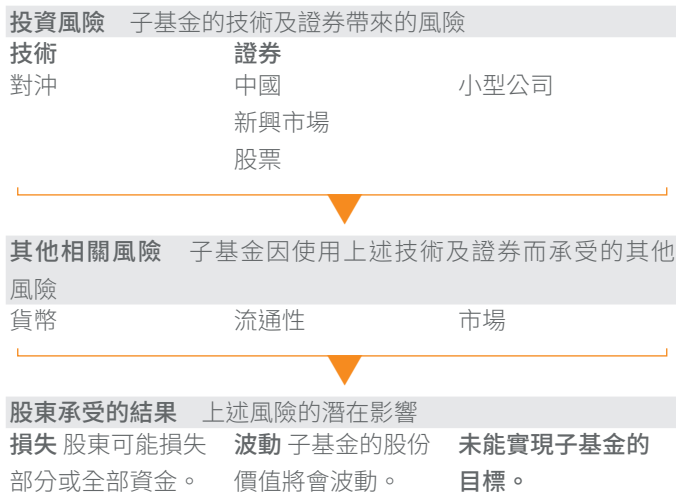 投資風險 子基金的技術及證券帶來的風險
技術 證券
對沖 中國 小型公司
新興市場
股票
其他相關風險 子基金因使用上述技術及證券而承受的其他
風險
貨幣 流通性 市場
股東承受的結果 上述風險的潛在影響
損失 股東可能損失 波動 子基金的股份 未能實現子基金的
部分或全部資金。 價值將會波動。 目標。